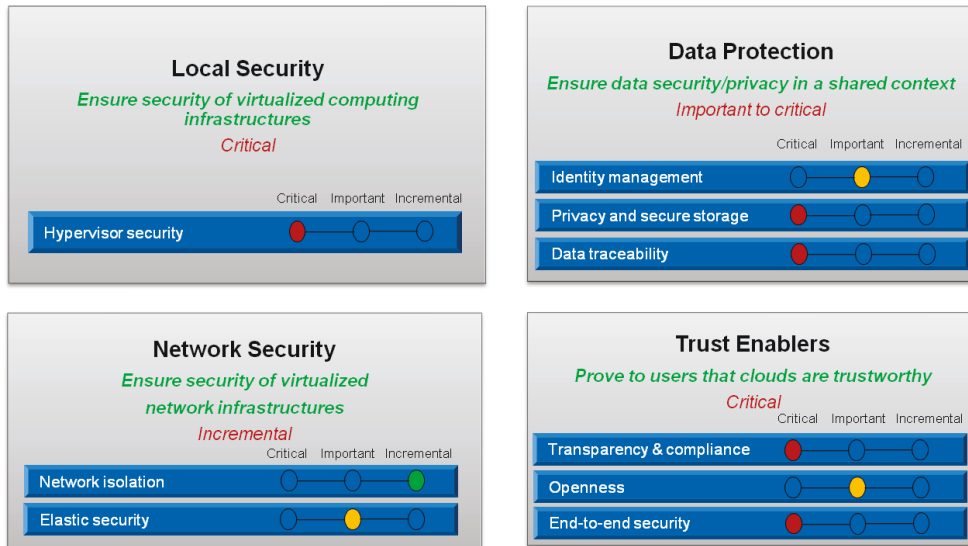 Local Security
Ensure security of virtualized computing
infrastructures
Critical
Critical Important Incremental
Hypervisor security
Data Protection
Ensure data security/privacy in a shared context
Important to critical
Critical Important Incremental
Identity management
Privacy and secure storage
Data traceability
Network Security
Ensure security of virtualized
network infrastructures
Incremental
Critical Important Incremental
Network isolation
Elastic security
Trust Enablers
Prove to users that clouds are trustworthy
Critical
Critical Important Incremental
Transparency & compliance
Openness
End-to-end security